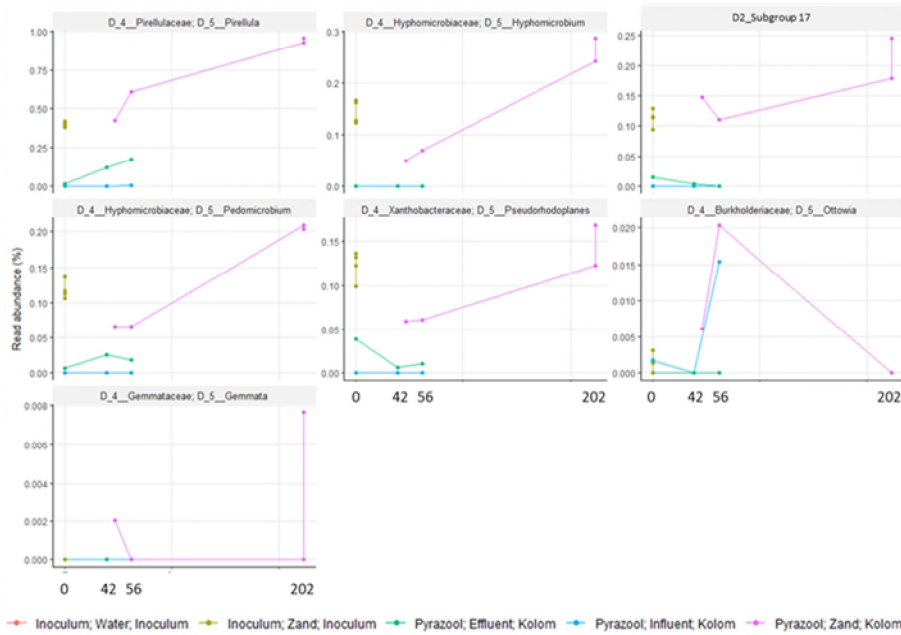 D_4__Pirellulaceae; D_5__Pirellula
D_4__Hyphomicrobiaceae; D_5__Hyphomicrobium
D2_Subgroup 17
1.00
0.75
0.50
0.25
0.00
0.3
0.2
0.1
0.0
0.25
0.20
0.15
0.10
0.05
0.00
D_4__Hyphomicrobiaceae; D_5__Pedomicrobium
D_4__Xanthobacteraceae; D_5__Pseudorhodoplanes
D_4__Burkholderiaceae; D_5__Ottowia
Read abundance (%)
0.20
0.15
0.10
0.05
0.00
0.15
0.10
0.05
0.00
0.020
0.015
0.010
0.005
0.000
0 42 56 202
0 42 56 202
D_4__Gemmataceae; D_5__Gemmata
0.008
0.006
0.004
0.002
0.000
0 42 56 202
Inoculum; Water; Inoculum Inoculum; Zand; Inoculum Pyrazool; Effluent; Kolom Pyrazool; Influent; Kolom Pyrazool; Zand; Kolom